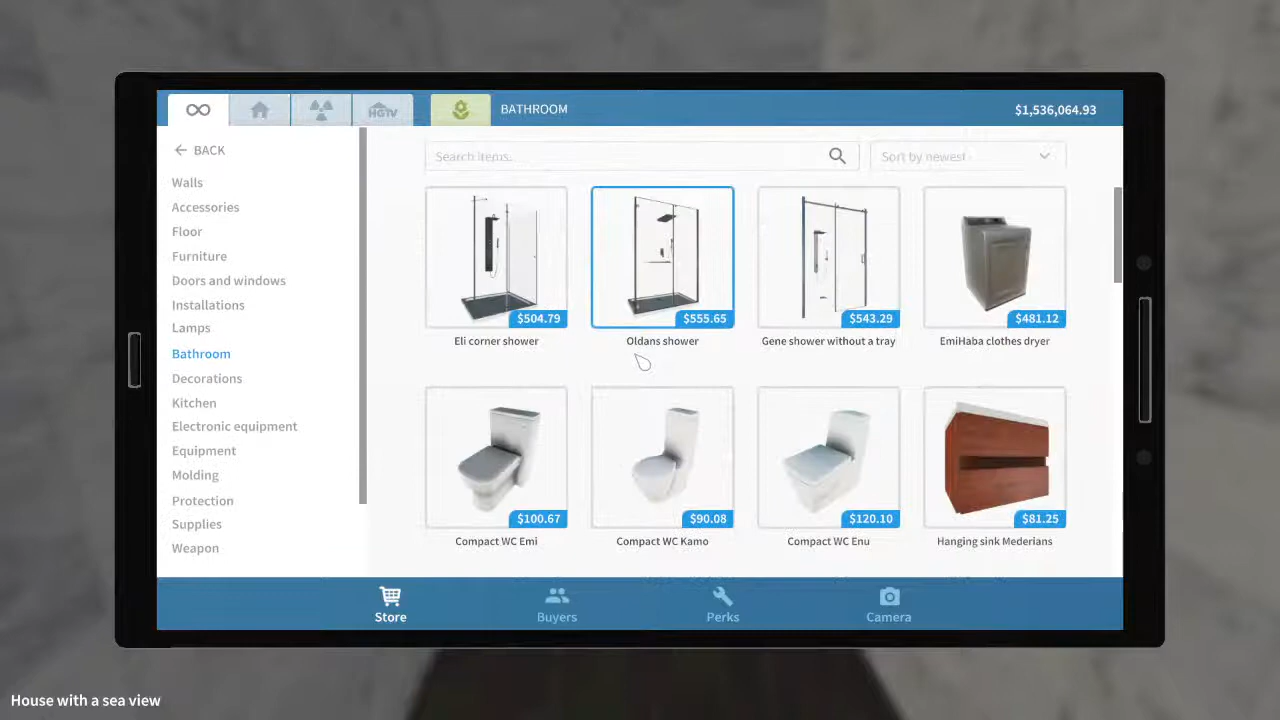 HGTV
BATHROOM
$1,536,064.93
BACK
Search items...
Sort by newest
Walls
Accessories
Floor
Furniture
Doors and windows
Installations
Lamps
Bathroom
Decorations
Kitchen
Electronic equipment
Equipment
Molding
Protection
Supplies
Weapon
$504.79
$555.65
$543.29
$481.12
Eli corner shower
Oldans shower
Gene shower without a tray
EmiHaba clothes dryer
$100.67
$90.08
$120.10
$81.25
Compact WC Emi
Compact WC Kamo
Compact WC Enu
Hanging sink Mederians
Store
Buyers
Perks
Camera
House with a sea view